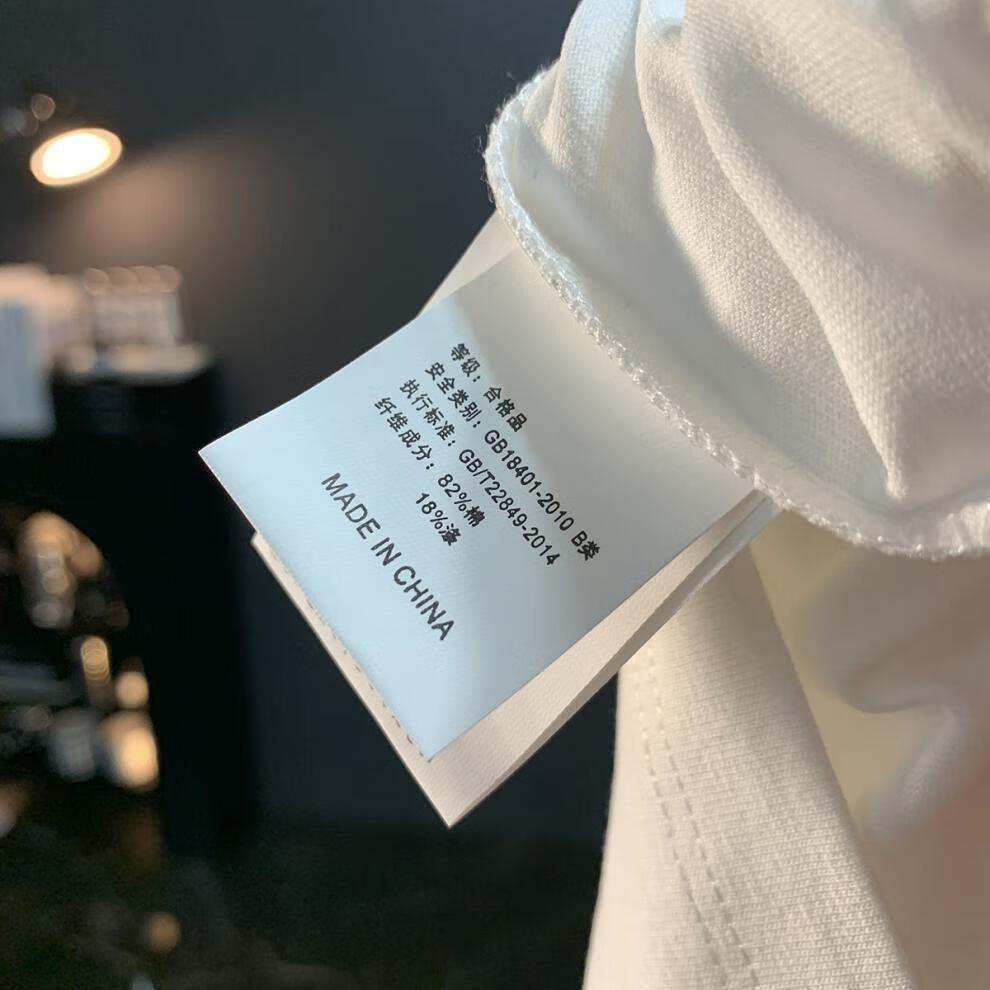 等级：合格品
安全类别：GB18401-2010 B类
执行标准：GB/T22849-2014
纤维成分：82%棉
18%涤
MADE IN CHINA